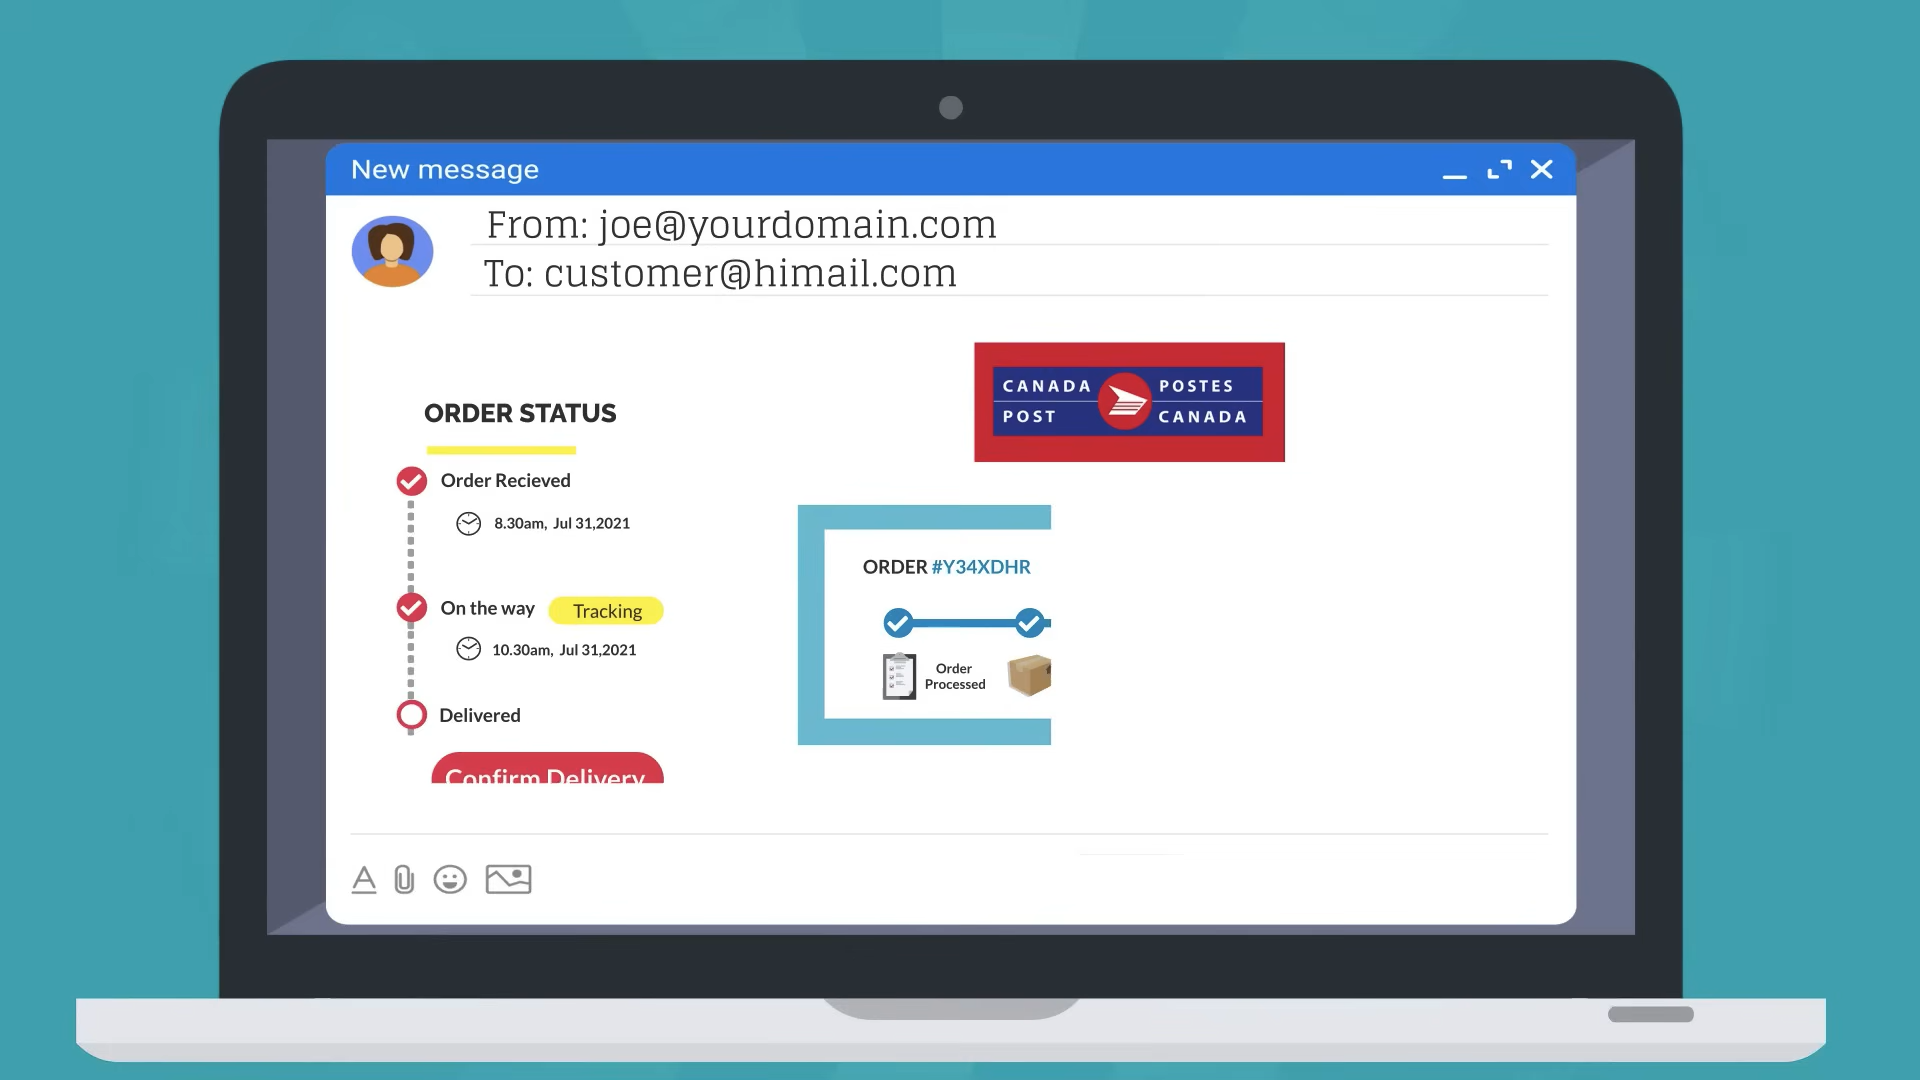 New message
From: joe@yourdomain.com
To: customer@himail.com
CANADA POST
POSTES CANADA
ORDER STATUS
Order Recieved
8.30am, Jul 31,2021
On the way Tracking
10.30am, Jul 31,2021
Delivered
Confirm Delivery
ORDER #Y34XDHR
Order
Processed